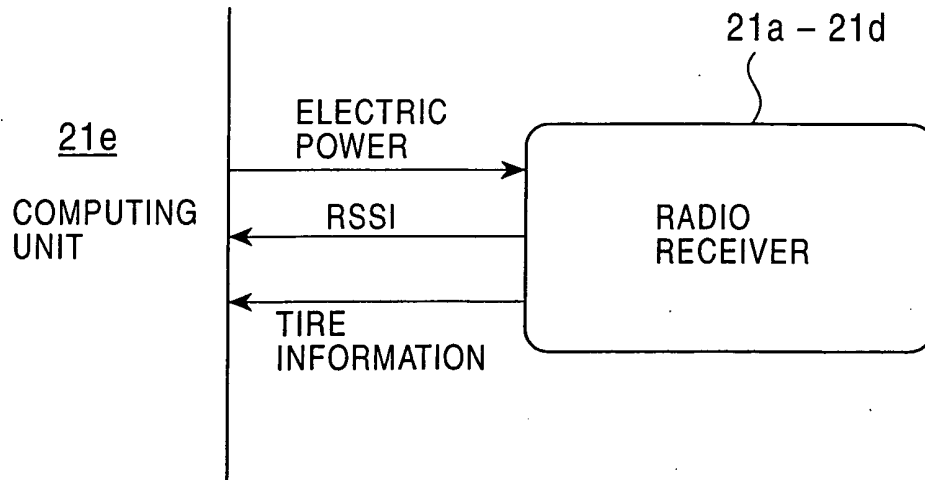 21a – 21d
ELECTRIC
POWER
21e
COMPUTING
UNIT
RSSI
RADIO
RECEIVER
TIRE
INFORMATION